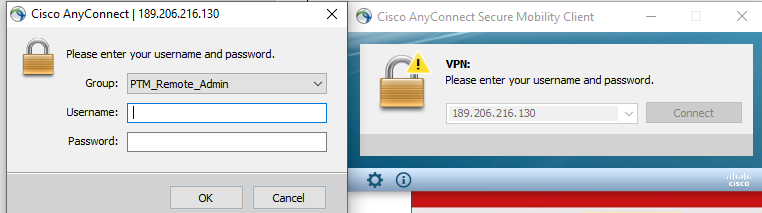 Cisco AnyConnect | 189.206.216.130
Please enter your username and password.
Group: PTM_Remote_Admin
Username:
Password:
OK Cancel
Cisco AnyConnect Secure Mobility Client
VPN:
Please enter your username and password.
189.206.216.130 Connect
cisco